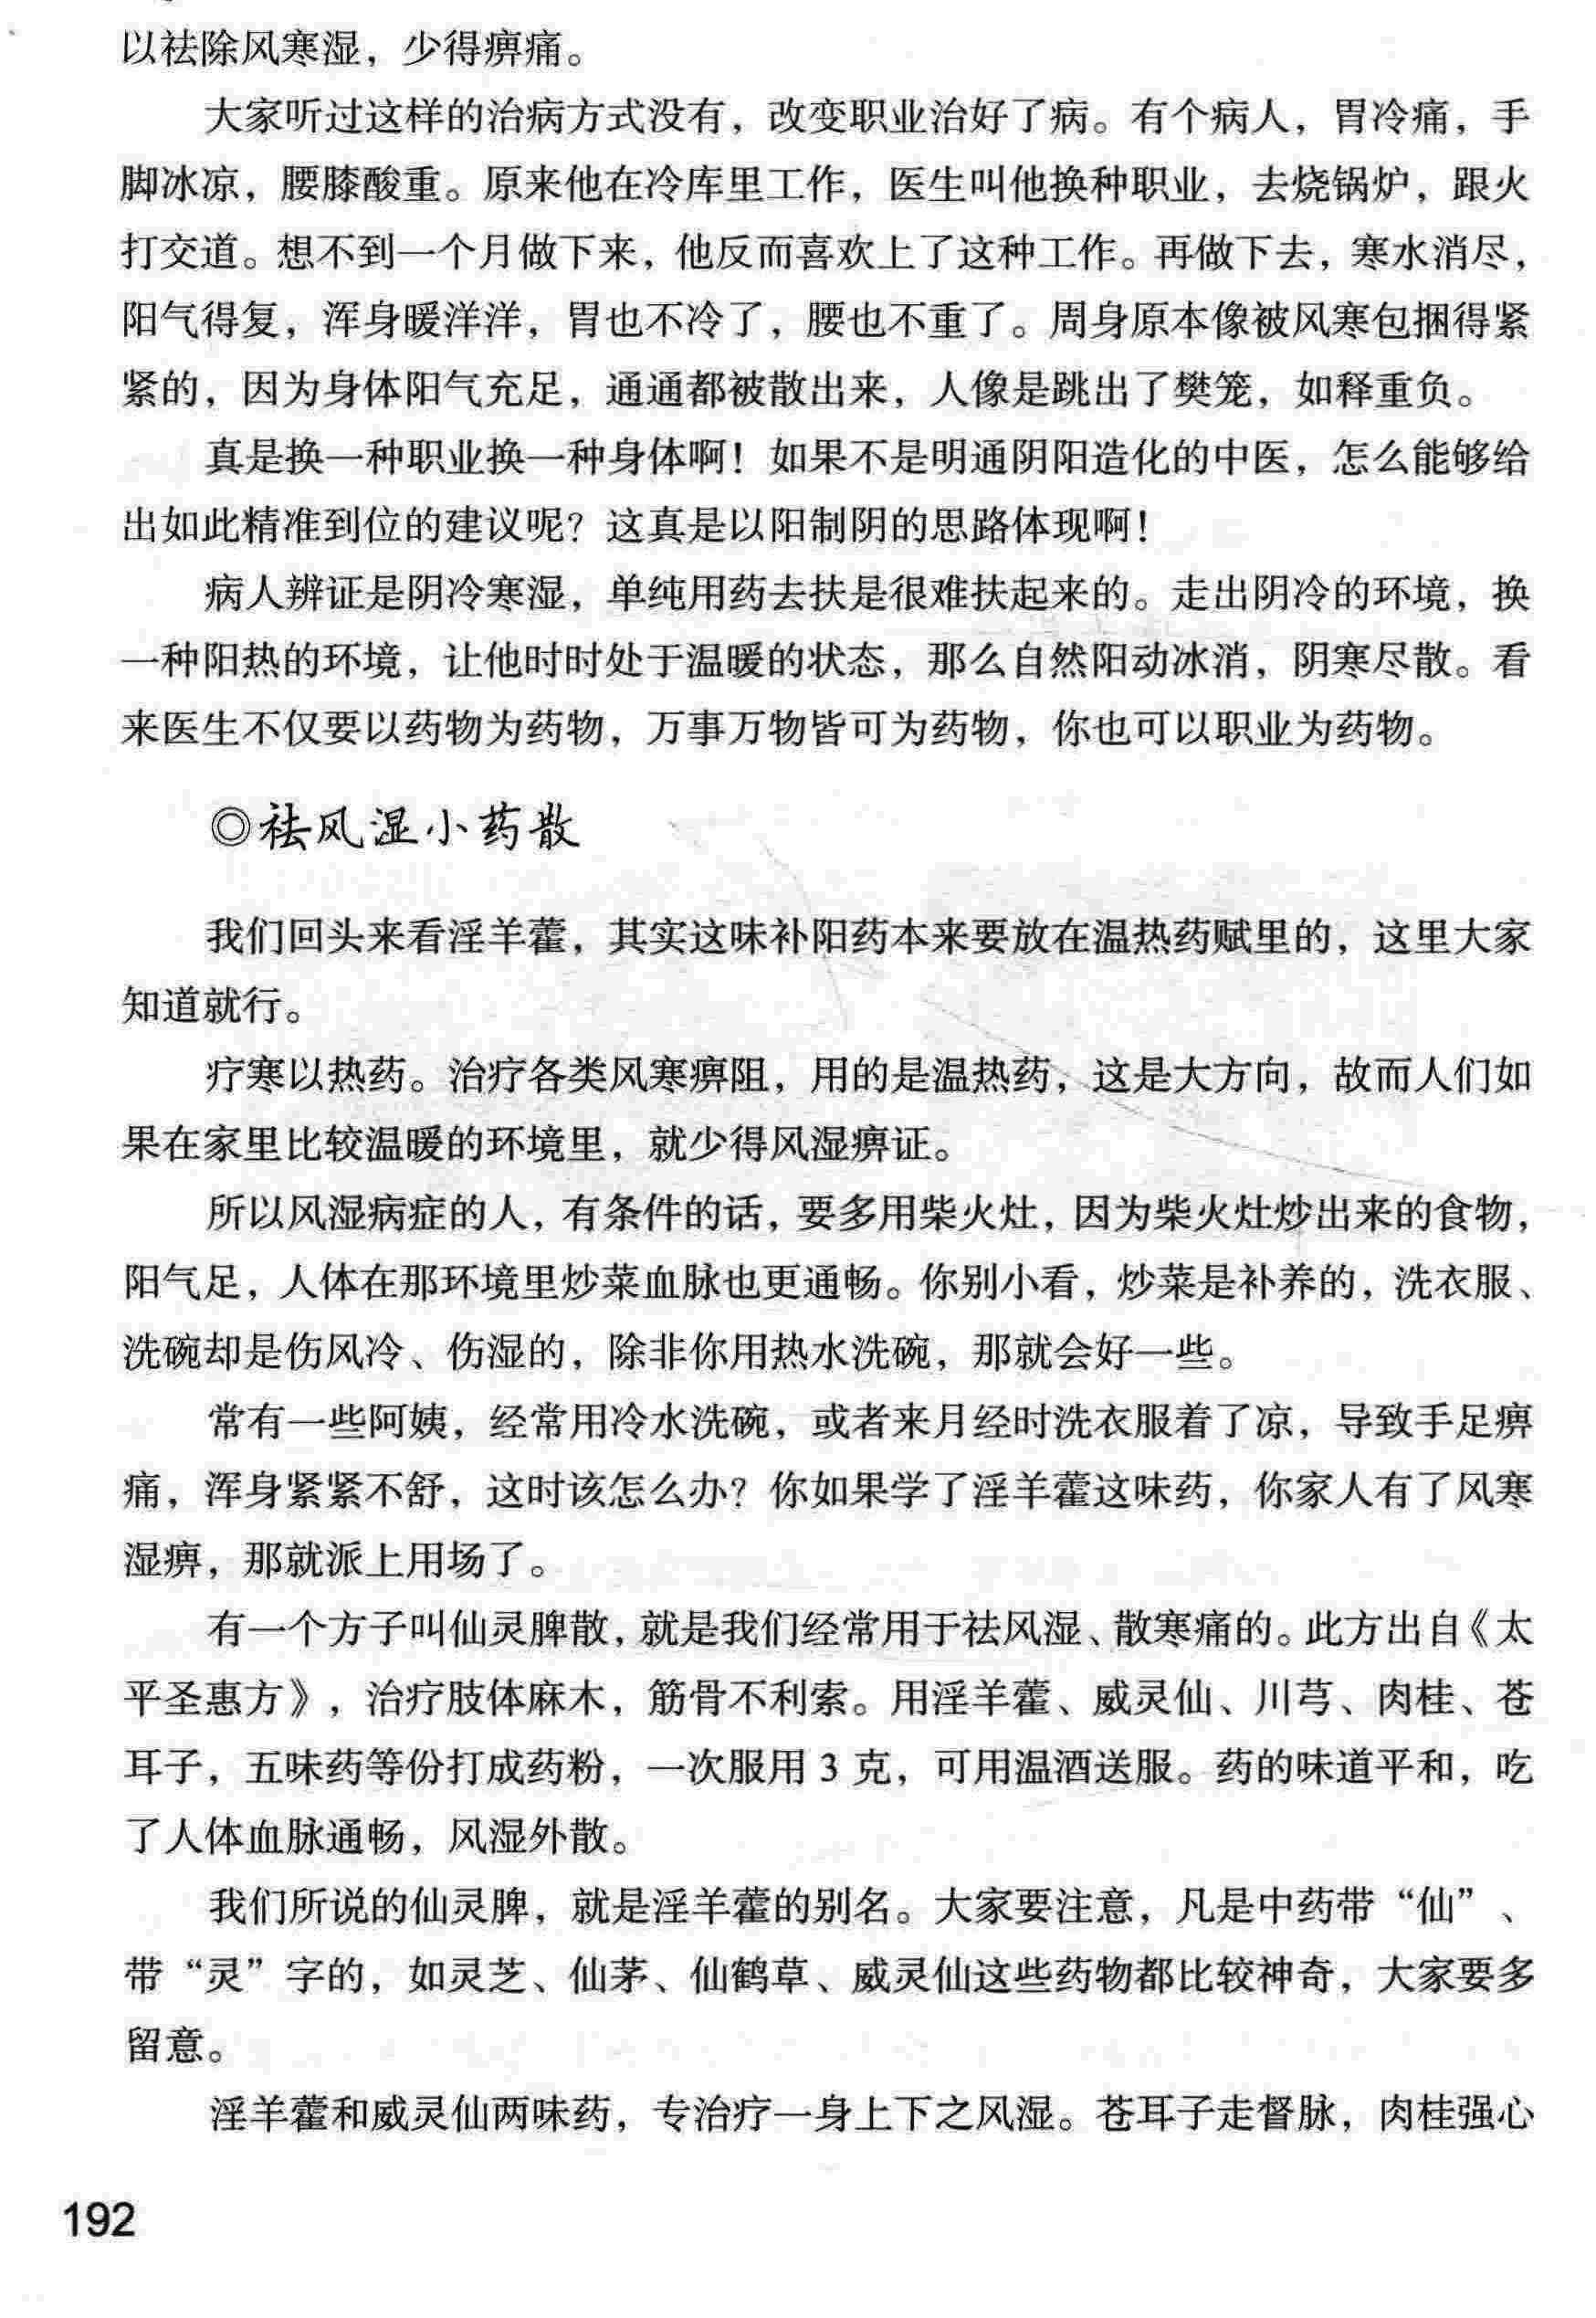 以祛除风寒湿，少得痹痛。
大家听过这样的治病方式没有，改变职业治好了病。有个病人，胃冷痛，手
脚冰凉，腰膝酸重。原来他在冷库里工作，医生叫他换种职业，去烧锅炉，跟火
打交道。想不到一个月做下来，他反而喜欢上了这种工作。再做下去，寒水消尽，
阳气得复，浑身暖洋洋，胃也不冷了，腰也不重了。周身原本像被风寒包捆得紧
紧的，因为身体阳气充足，通通都被散出来，人像是跳出了樊笼，如释重负。
真是换一种职业换一种身体啊！如果不是明通阴阳造化的中医，怎么能够给
出如此精准到位的建议呢？这真是以阳制阴的思路体现啊！
病人辨证是阴冷寒湿，单纯用药去扶是很难扶起来的。走出阴冷的环境，换
一种阳热的环境，让他时时处于温暖的状态，那么自然阳动冰消，阴寒尽散。看
来医生不仅要以药物为药物，万事万物皆可为药物，你也可以职业为药物。
◎祛风湿小药散
我们回头来看淫羊藿，其实这味补阳药本来要放在温热药赋里的，这里大家
知道就行。
疗寒以热药。治疗各类风寒痹阻，用的是温热药，这是大方向，故而人们如
果在家里比较温暖的环境里，就少得风湿痹证。
所以风湿病症的人，有条件的话，要多用柴火灶，因为柴火灶炒出来的食物，
阳气足，人体在那环境里炒菜血脉也更通畅。你别小看，炒菜是补养的，洗衣服、
洗碗却是伤风冷、伤湿的，除非你用热水洗碗，那就会好一些。
常有一些阿姨，经常用冷水洗碗，或者来月经时洗衣服着了凉，导致手足痹
痛，浑身紧紧不舒，这时该怎么办？你如果学了淫羊藿这味药，你家人有了风寒
湿痹，那就派上用场了。
有一个方子叫仙灵脾散，就是我们经常用于祛风湿、散寒痛的。此方出自《太
平圣惠方》，治疗肢体麻木，筋骨不利索。用淫羊藿、威灵仙、川芎、肉桂、苍
耳子，五味药等份打成药粉，一次服用 3 克，可用温酒送服。药的味道平和，吃
了人体血脉通畅，风湿外散。
我们所说的仙灵脾，就是淫羊藿的别名。大家要注意，凡是中药带“仙”、
带“灵”字的，如灵芝、仙茅、仙鹤草、威灵仙这些药物都比较神奇，大家要多
留意。
淫羊藿和威灵仙两味药，专治疗一身上下之风湿。苍耳子走督脉，肉桂强心
192